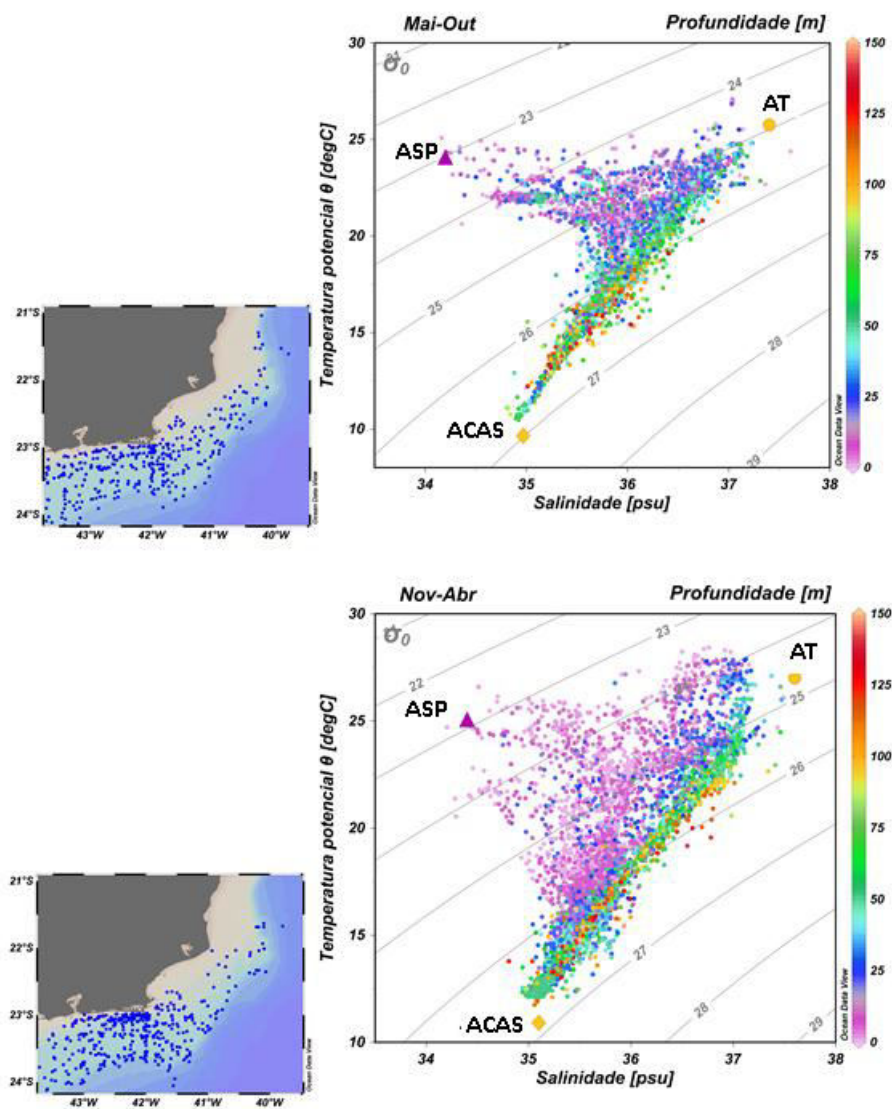 Mai-Out Profundidade [m]
30 150
σ0 24 AT
23
ASP
25 125
20 100
Temperatura potencial θ [degC]
25 75
15 26 28 50
27
25
10 ACAS
29 0
Ocean Data View
34 35 36 37 38
Salinidade [psu]
21°S
22°S
23°S
24°S
43°W 42°W 41°W 40°W
Ocean Data View
Nov-Abr Profundidade [m]
30 150
σ0 23 AT
22
ASP
25 25 125
26 100
20
Temperatura potencial θ [degC]
75
50
15 27
25
ACAS 28
10 29 0
Ocean Data View
34 35 36 37 38
Salinidade [psu]
21°S
22°S
23°S
24°S
43°W 42°W 41°W 40°W
Ocean Data View